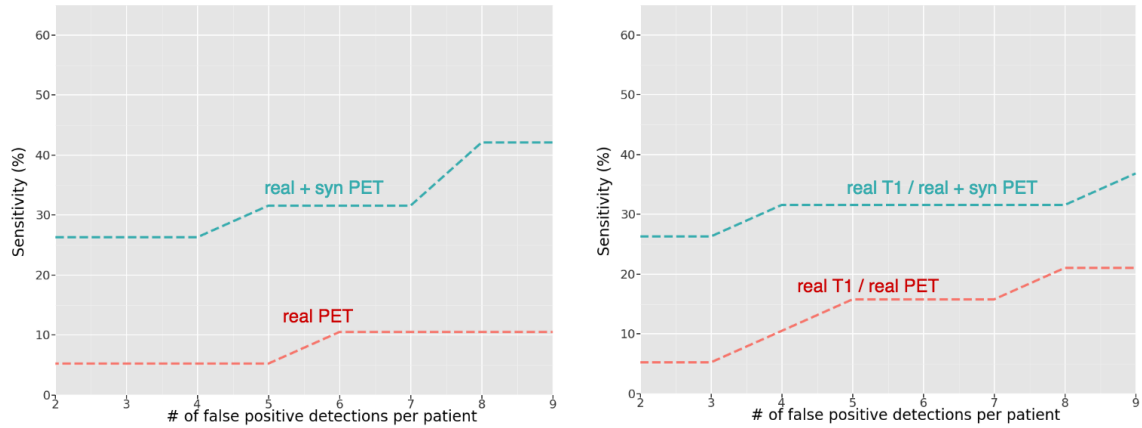 60
50
40
30
20
10
0
Sensitivity (%)
real + syn PET
real PET
2 3 4 5 6 7 8 9
# of false positive detections per patient
60
50
40
30
20
10
0
Sensitivity (%)
real T1 / real + syn PET
real T1 / real PET
2 3 4 5 6 7 8 9
# of false positive detections per patient